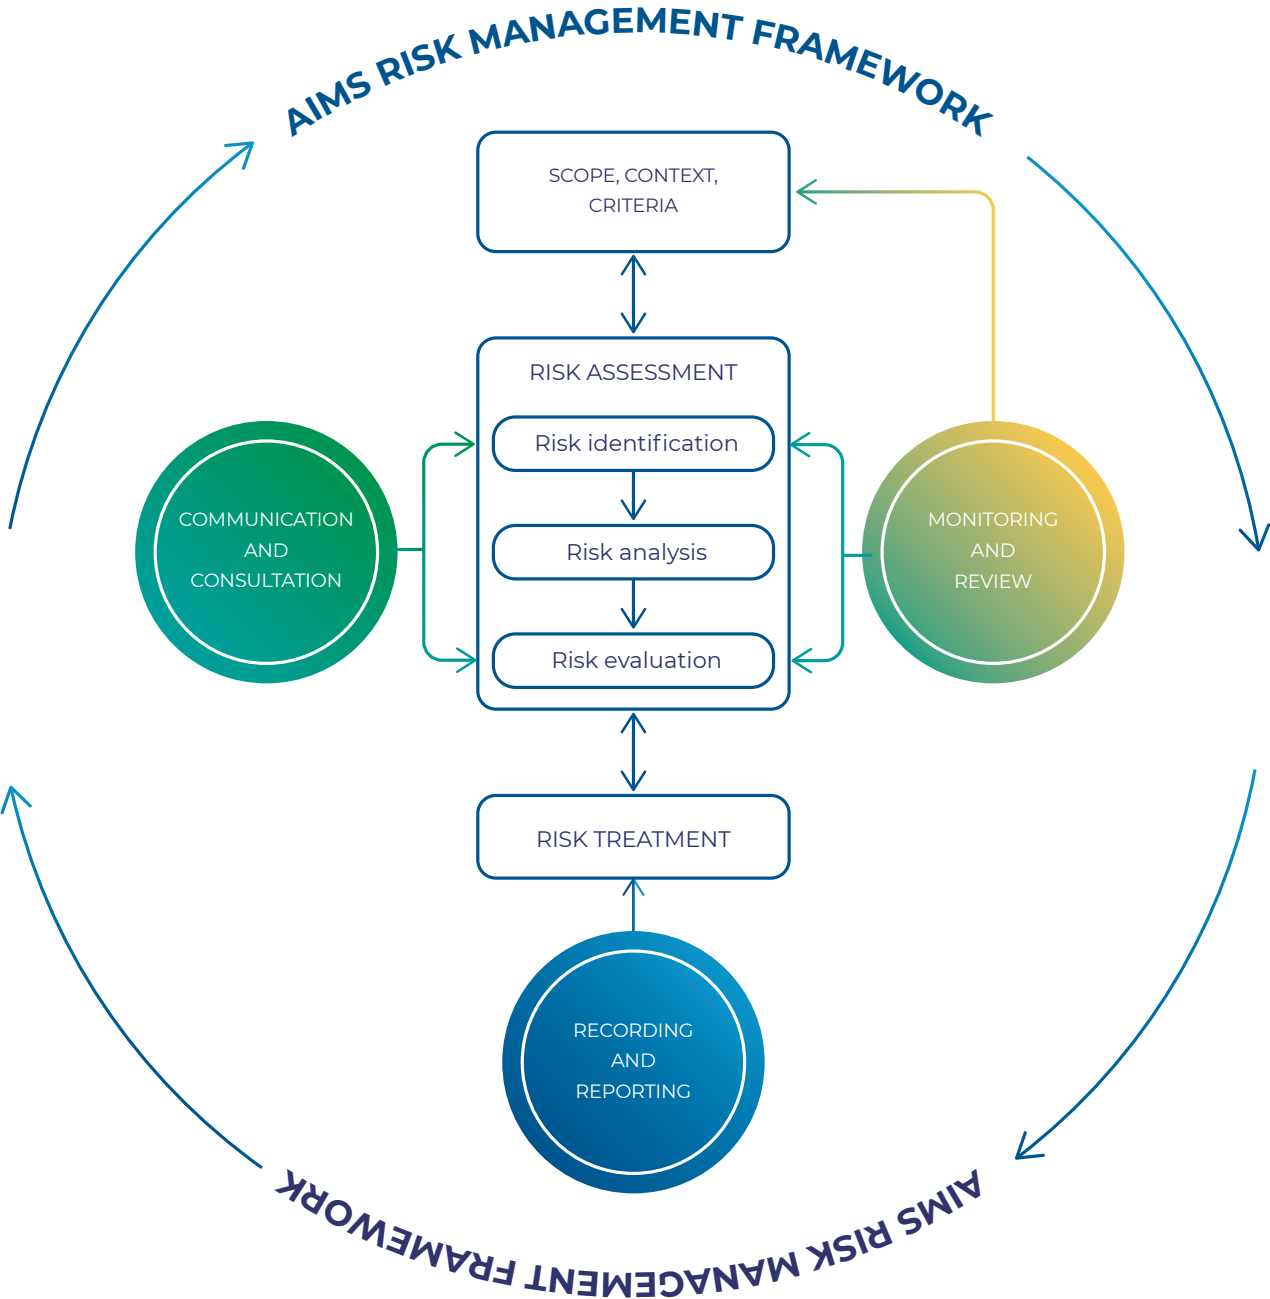 AIMS RISK MANAGEMENT FRAMEWORK
SCOPE, CONTEXT,
CRITERIA
RISK ASSESSMENT
Risk identification
Risk analysis
Risk evaluation
COMMUNICATION
AND
CONSULTATION
MONITORING
AND
REVIEW
RISK TREATMENT
RECORDING
AND
REPORTING
AIMS RISK MANAGEMENT FRAMEWORK